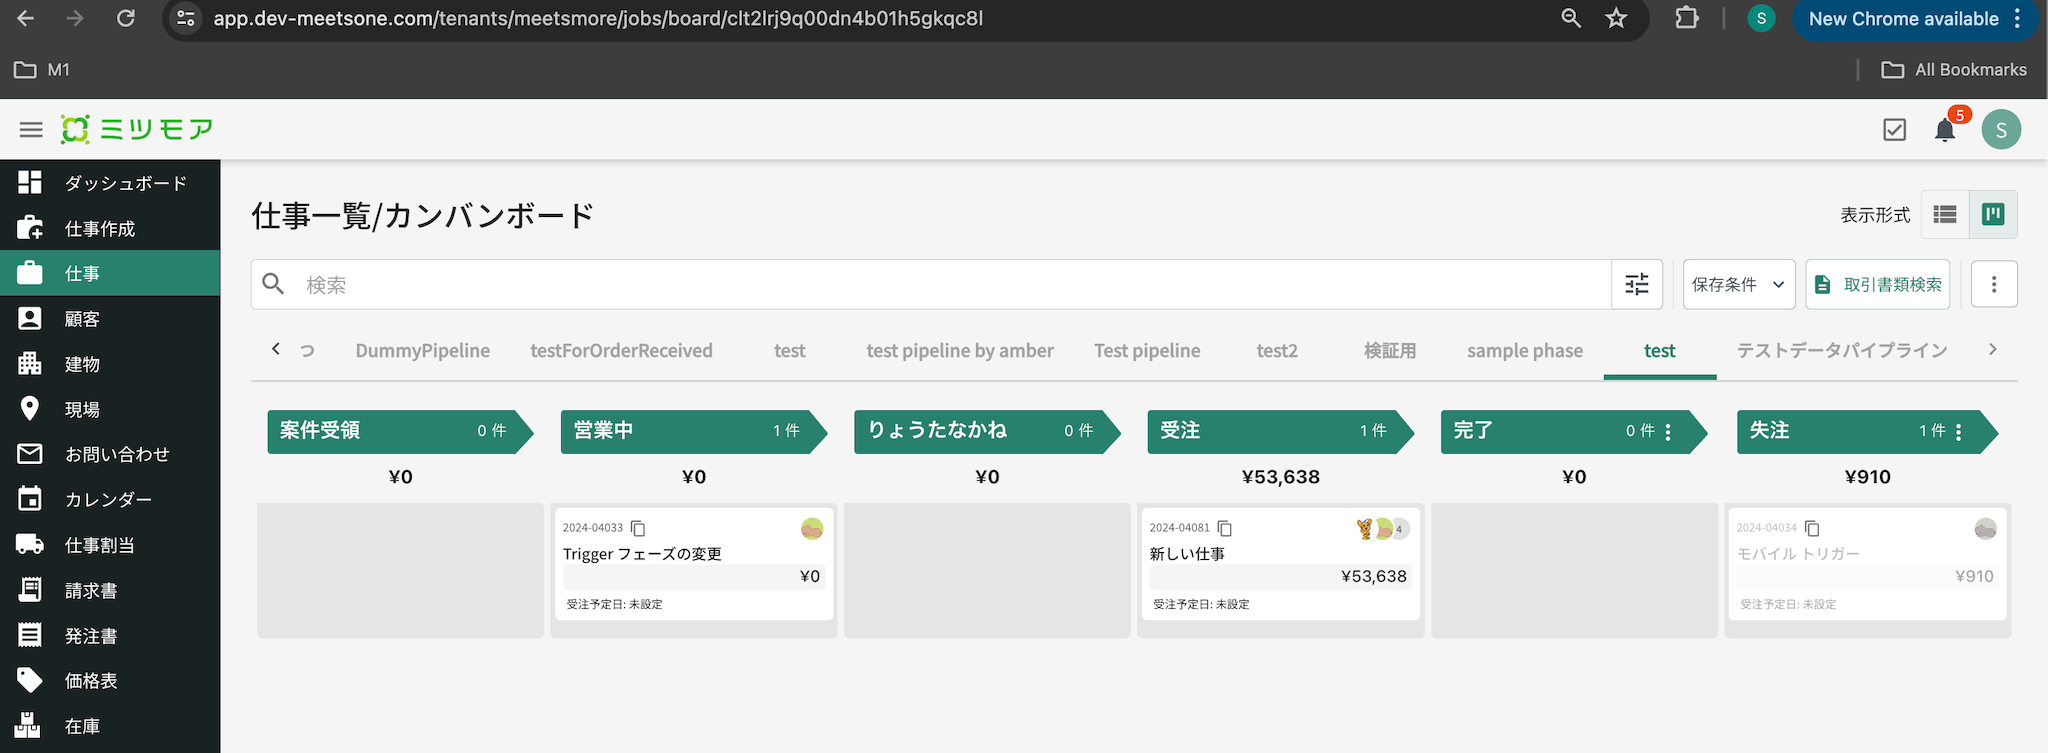 app.dev-meetsone.com/tenants/meetsmore/jobs/board/clt2lrj9q00dn4b01h5gkqc8l
S
New Chrome available
M1
All Bookmarks
ミツモア
5
S
ダッシュボード
仕事作成
仕事
顧客
建物
現場
お問い合わせ
カレンダー
仕事割当
請求書
発注書
価格表
在庫
仕事一覧/カンバンボード
表示形式
検索
保存条件
取引書類検索
つ DummyPipeline testForOrderReceived test test pipeline by amber Test pipeline test2 検証用 sample phase test テストデータパイプライン
案件受領 0 件
¥0
営業中 1 件
¥0
2024-04033
Trigger フェーズの変更
¥0
受注予定日: 未設定
りょうたなかね 0 件
¥0
受注 1 件
¥53,638
2024-04081
4
新しい仕事
¥53,638
受注予定日: 未設定
完了 0 件
¥0
失注 1 件
¥910
2024-04034
モバイル トリガー
¥910
受注予定日: 未設定